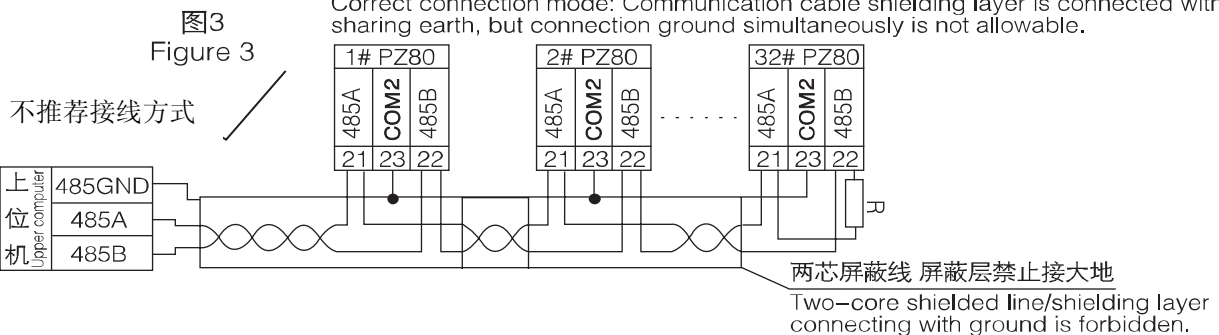 Correct connection mode: Communication cable shielding layer is connected with
sharing earth, but connection ground simultaneously is not allowable.
图3
Figure 3
不推荐接线方式
1# PZ80
485A
COM2
485B
21
23
22
2# PZ80
485A
COM2
485B
21
23
22
32# PZ80
485A
COM2
485B
21
23
22
上位机
Upper computer
485GND
485A
485B
R
两芯屏蔽线 屏蔽层禁止接大地
Two-core shielded line/shielding layer
connecting with ground is forbidden.